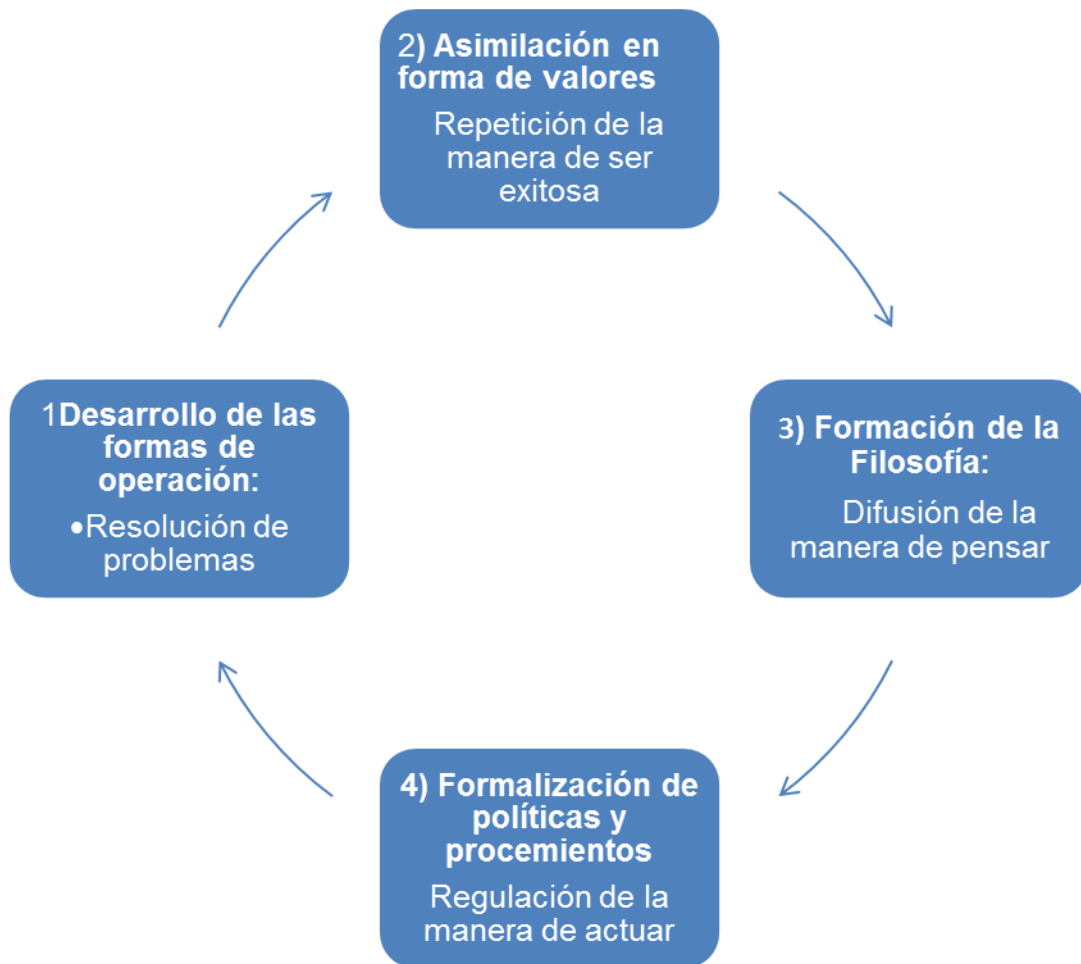 2) Asimilación en
forma de valores
Repetición de la
manera de ser
exitosa
1Desarrollo de las
formas de
operación:
•Resolución de
problemas
3) Formación de la
Filosofía:
Difusión de la
manera de pensar
4) Formalización de
políticas y
procemientos
Regulación de la
manera de actuar